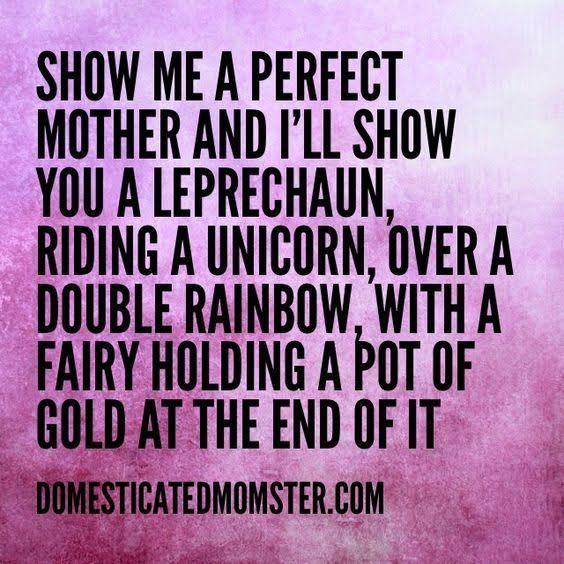 SHOW ME A PERFECT
MOTHER AND I'LL SHOW
YOU A LEPRECHAUN,
RIDING A UNICORN, OVER A
DOUBLE RAINBOW, WITH A
FAIRY HOLDING A POT OF
GOLD AT THE END OF IT
DOMESTICATEDMOMSTER.COM